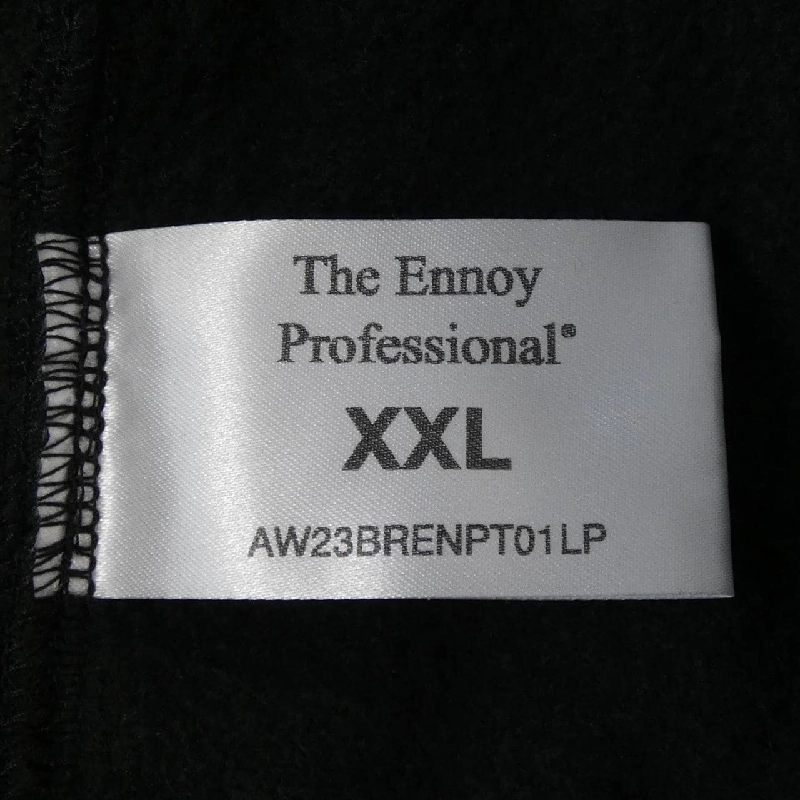 The Ennoy
Professional®
XXL
AW23BRENPT01LP